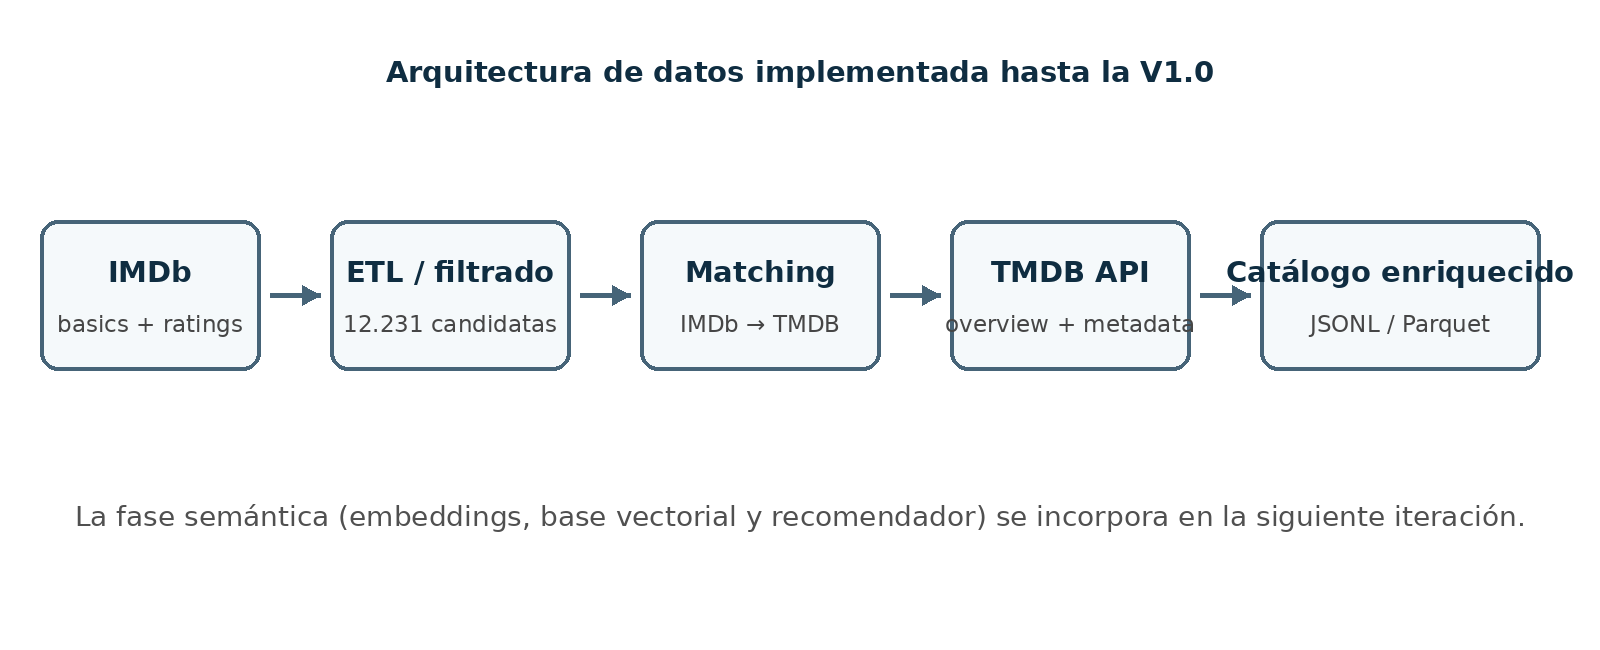 Arquitectura de datos implementada hasta la V1.0
IMDb
basics + ratings
ETL / filtrado
12.231 candidatas
Matching
IMDb → TMDB
TMDB API
overview + metadata
Catálogo enriquecido
JSONL / Parquet
La fase semántica (embeddings, base vectorial y recomendador) se incorpora en la siguiente iteración.